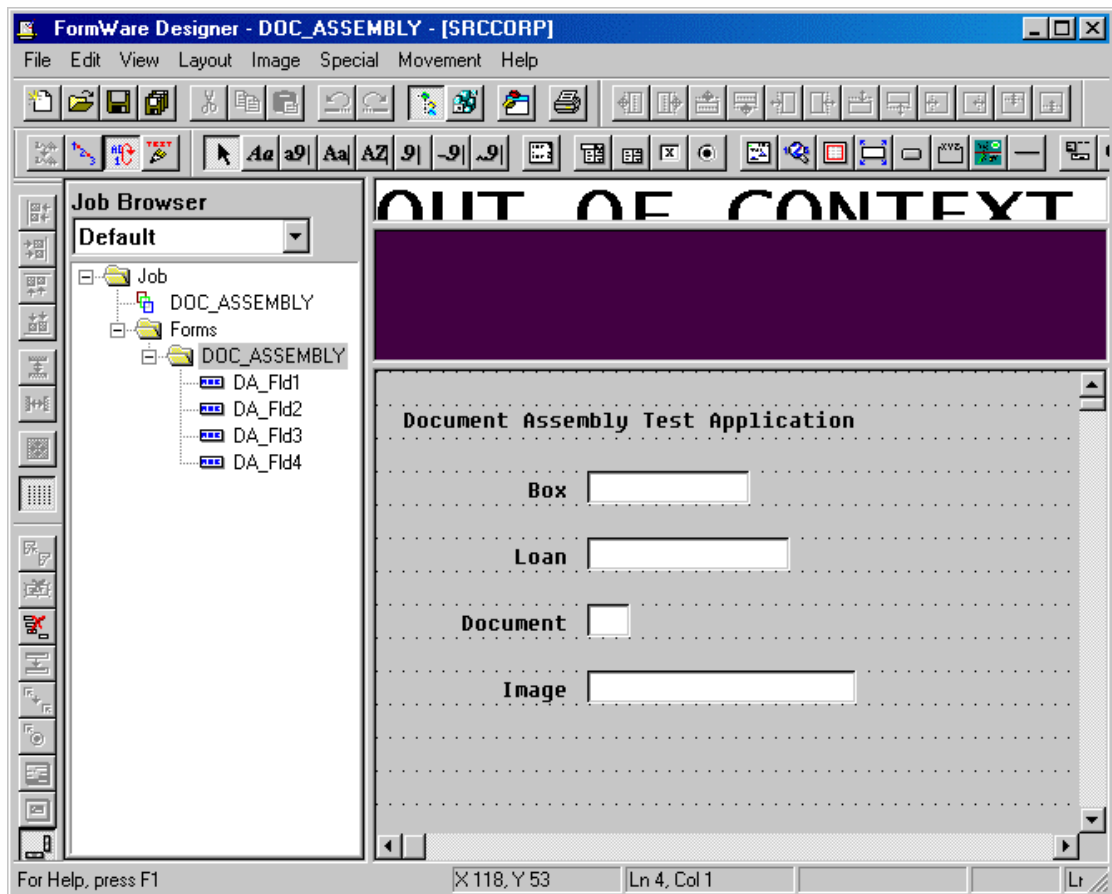 FormWare Designer - DOC_ASSEMBLY - [SRCCORP]
File Edit View Layout Image Special Movement Help
Job Browser
Default
Job
DOC_ASSEMBLY
Forms
DOC_ASSEMBLY
DA_Fld1
DA_Fld2
DA_Fld3
DA_Fld4
OUT OF CONTEXT
Document Assembly Test Application
Box
Loan
Document
Image
For Help, press F1
X 118, Y 53
Ln 4, Col 1